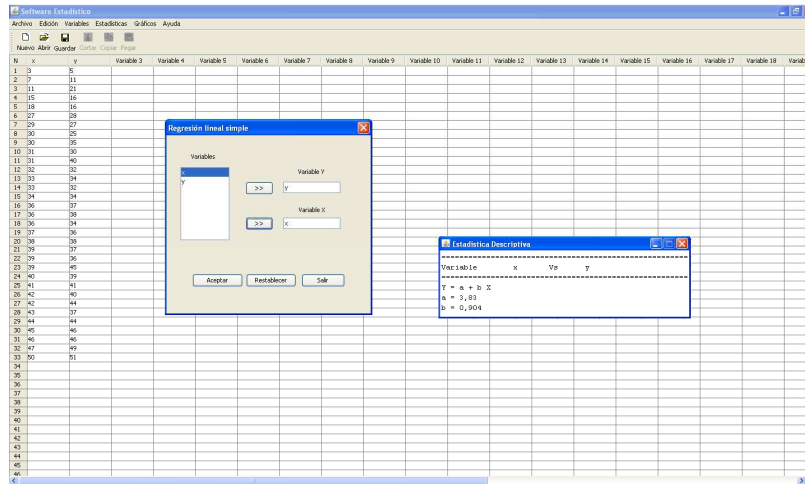 Software Estadístico
Archivo Edición Variables Estadísticas Gráficos Ayuda
Nuevo Abrir Guardar Cortar Copiar Pegar
N x y Variable 3 Variable 4 Variable 5 Variable 6 Variable 7 Variable 8 Variable 9 Variable 10 Variable 11 Variable 12 Variable 13 Variable 14 Variable 15 Variable 16 Variable 17 Variable 18 Variab
1 3 5
2 7 11
3 11 21
4 15 16
5 18 16
6 27 28
7 29 27
8 30 25
9 30 35
10 31 30
11 31 40
12 32 32
13 33 34
14 33 32
15 34 34
16 36 37
17 36 38
18 36 34
19 37 36
20 38 38
21 39 37
22 39 36
23 39 45
24 40 39
25 41 41
26 42 40
27 42 44
28 43 37
29 44 44
30 45 46
31 46 46
32 47 49
33 50 51
34
35
36
37
38
39
40
41
42
43
44
45
46
Regresión lineal simple
Variables
x
y
Variable Y
>> y
Variable X
>> x
Aceptar Restablecer Salir
Estadística Descriptiva
Variable x Vs y
Y = a + b X
a = 3,83
b = 0,904